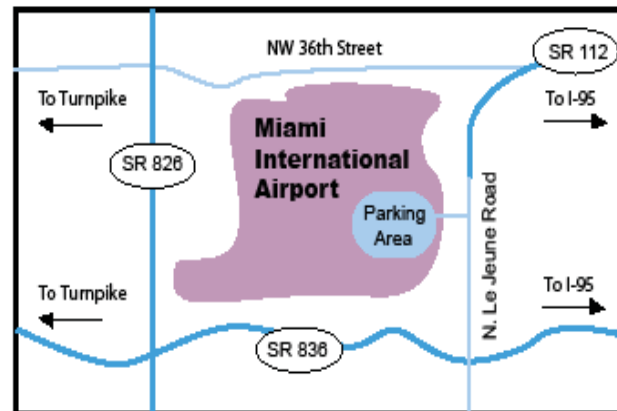 NW 36th Street
SR 112
To Turnpike
To I-95
Miami
International
Airport
SR 826
Parking
Area
N. Le Jeune Road
To Turnpike
To I-95
SR 836